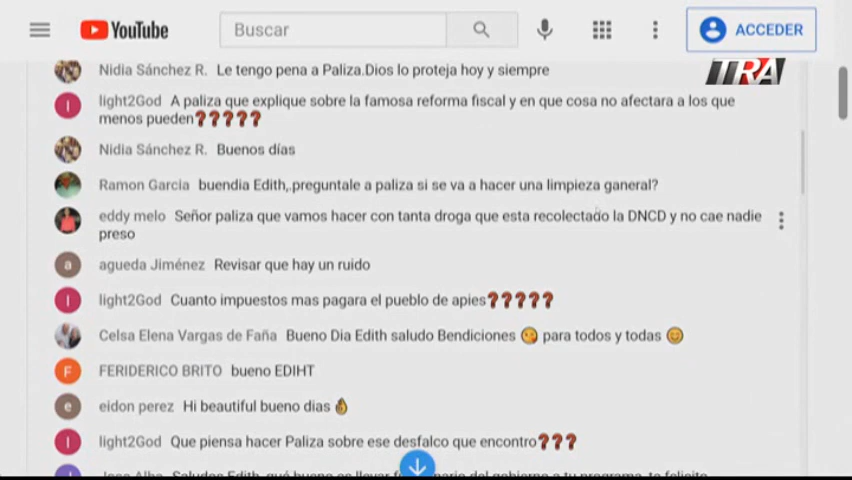 YouTube
Buscar
ACCEDER
TRA
Nidia Sánchez R. Le tengo pena a Paliza.Dios lo proteja hoy y siempre
light2God A paliza que explique sobre la famosa reforma fiscal y en que cosa no afectara a los que
menos pueden❓❓❓❓❓
Nidia Sánchez R. Buenos días
Ramon Garcia buendia Edith,.preguntale a paliza si se va a hacer una limpieza ganeral?
eddy melo Señor paliza que vamos hacer con tanta droga que esta recolectado la DNCD y no cae nadie
preso
a
agueda Jiménez Revisar que hay un ruido
light2God Cuanto impuestos mas pagara el pueblo de apies❓❓❓❓❓
Celsa Elena Vargas de Faña Bueno Dia Edith saludo Bendiciones 😗 para todos y todas 😊
F
FERIDERICO BRITO bueno EDIHT
e
eidon perez Hi beautiful bueno dias 👌
light2God Que piensa hacer Paliza sobre ese desfalco que encontro❓❓❓